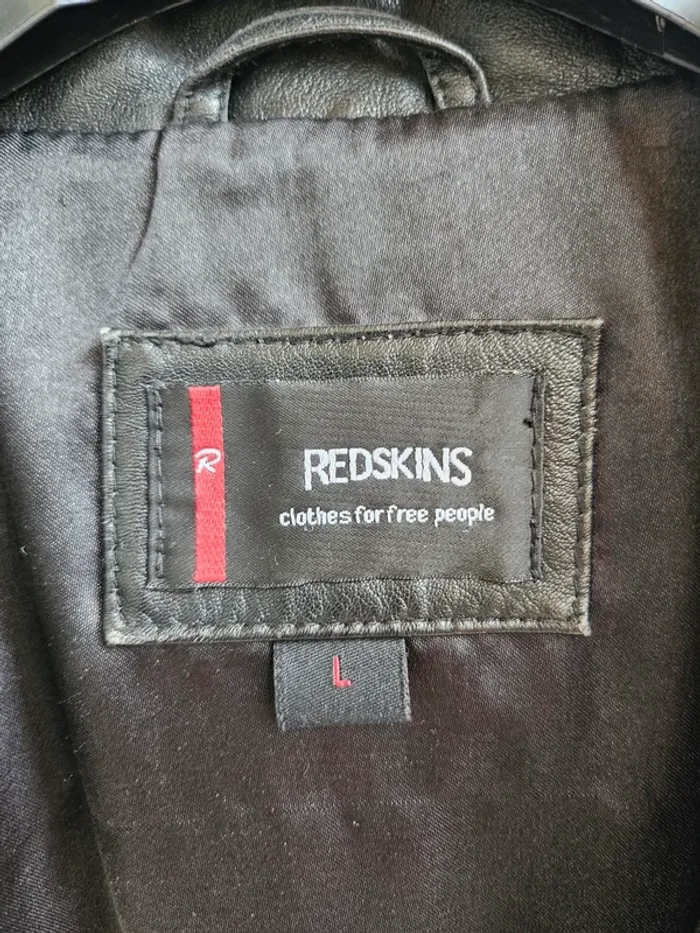 R
REDSKINS
clothes for free people
L